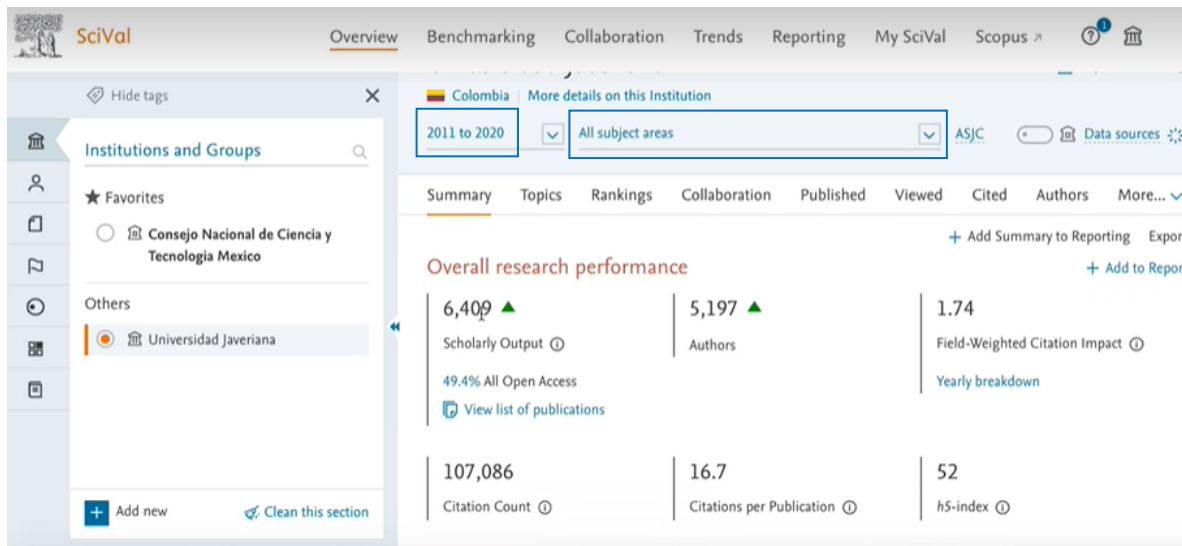 SciVal
Overview Benchmarking Collaboration Trends Reporting My SciVal Scopus ↗ ? 1
Hide tags
Colombia More details on this Institution
2011 to 2020 All subject areas ASJC Data sources
Institutions and Groups
Summary Topics Rankings Collaboration Published Viewed Cited Authors More...
Favorites
+ Add Summary to Reporting Expor
Consejo Nacional de Ciencia y
Tecnologia Mexico
Overall research performance
+ Add to Repor
Others
Universidad Javeriana
6,409 5,197 1.74
Scholarly Output Authors Field-Weighted Citation Impact
49.4% All Open Access Yearly breakdown
View list of publications
107,086 16.7 52
Citation Count Citations per Publication h5-index
+ Add new Clean this section